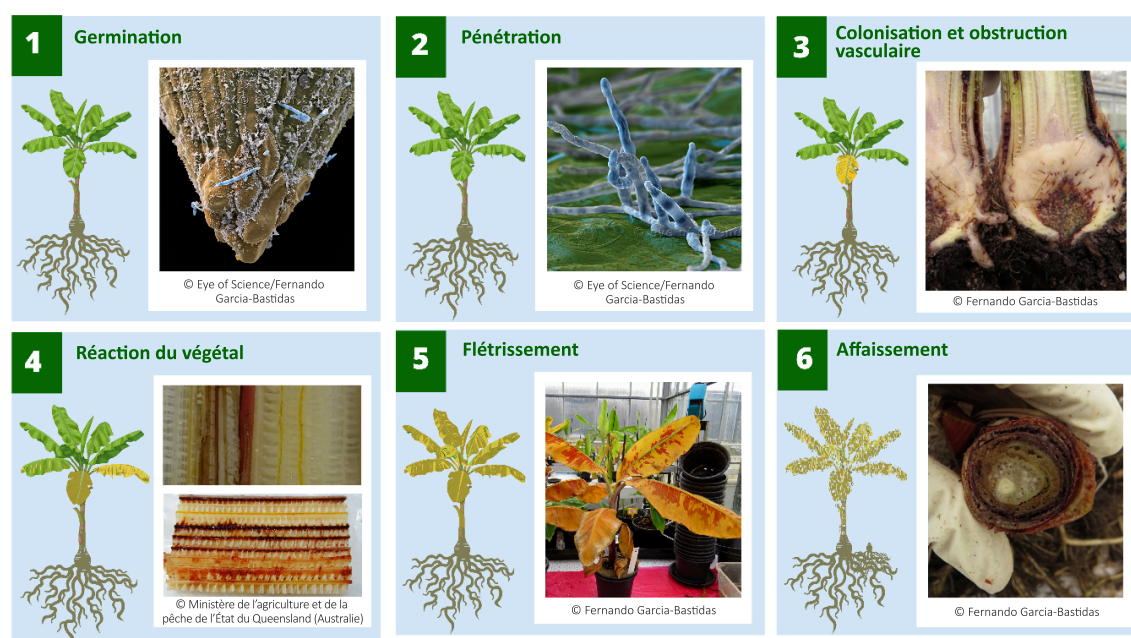 1
Germination
© Eye of Science/Fernando
Garcia-Bastidas
2
Pénétration
© Eye of Science/Fernando
Garcia-Bastidas
3
Colonisation et obstruction
vasculaire
© Fernando Garcia-Bastidas
4
Réaction du végétal
© Ministère de l’agriculture et de la
pêche de l’État du Queensland (Australie)
5
Flétrissement
© Fernando Garcia-Bastidas
6
Affaissement
© Fernando Garcia-Bastidas